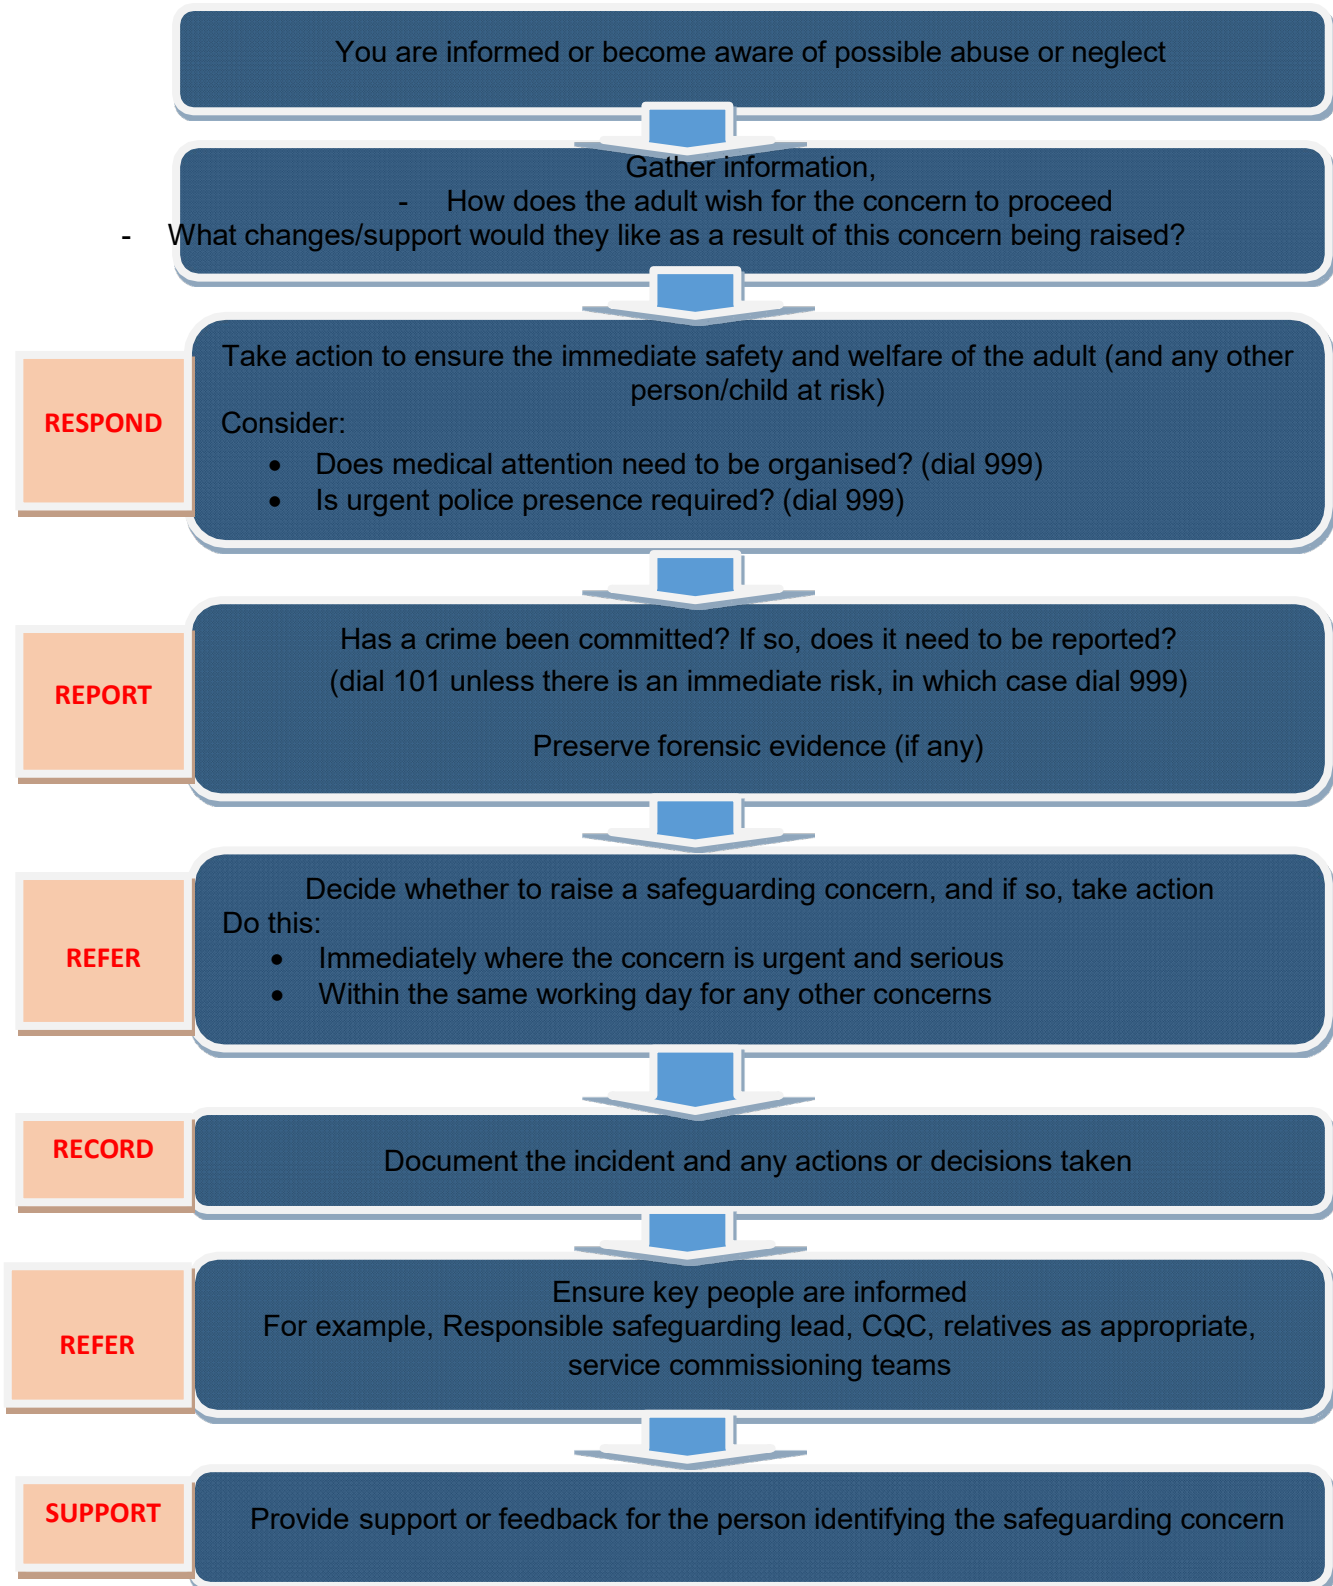 You are informed or become aware of possible abuse or neglect
Gather information,
- How does the adult wish for the concern to proceed
- What changes/support would they like as a result of this concern being raised?
RESPOND
Take action to ensure the immediate safety and welfare of the adult (and any other
person/child at risk)
Consider:
• Does medical attention need to be organised? (dial 999)
• Is urgent police presence required? (dial 999)
REPORT
Has a crime been committed? If so, does it need to be reported?
(dial 101 unless there is an immediate risk, in which case dial 999)
Preserve forensic evidence (if any)
REFER
Decide whether to raise a safeguarding concern, and if so, take action
Do this:
• Immediately where the concern is urgent and serious
• Within the same working day for any other concerns
RECORD
Document the incident and any actions or decisions taken
REFER
Ensure key people are informed
For example, Responsible safeguarding lead, CQC, relatives as appropriate,
service commissioning teams
SUPPORT
Provide support or feedback for the person identifying the safeguarding concern